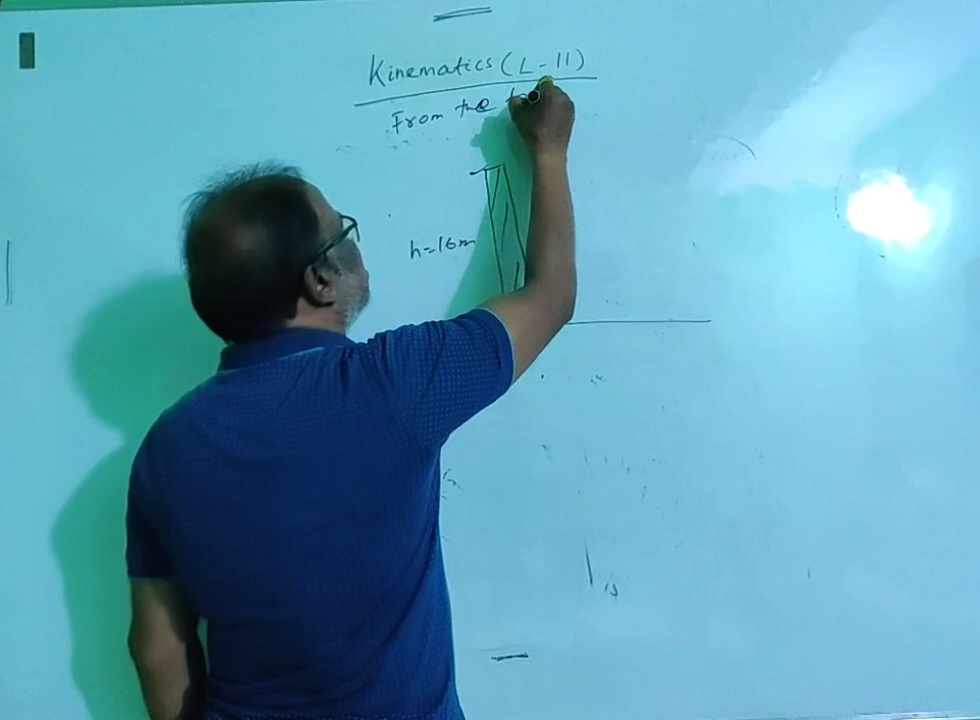 Kinematics (L-11)
From the
h=16m